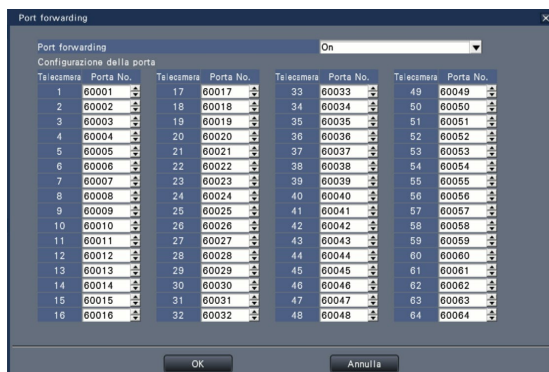 Port forwarding
Port forwarding On
Configurazione della porta
Telecamera Porta No. Telecamera Porta No. Telecamera Porta No. Telecamera Porta No.
1 60001 17 60017 33 60033 49 60049
2 60002 18 60018 34 60034 50 60050
3 60003 19 60019 35 60035 51 60051
4 60004 20 60020 36 60036 52 60052
5 60005 21 60021 37 60037 53 60053
6 60006 22 60022 38 60038 54 60054
7 60007 23 60023 39 60039 55 60055
8 60008 24 60024 40 60040 56 60056
9 60009 25 60025 41 60041 57 60057
10 60010 26 60026 42 60042 58 60058
11 60011 27 60027 43 60043 59 60059
12 60012 28 60028 44 60044 60 60060
13 60013 29 60029 45 60045 61 60061
14 60014 30 60030 46 60046 62 60062
15 60015 31 60031 47 60047 63 60063
16 60016 32 60032 48 60048 64 60064
OK Annulla